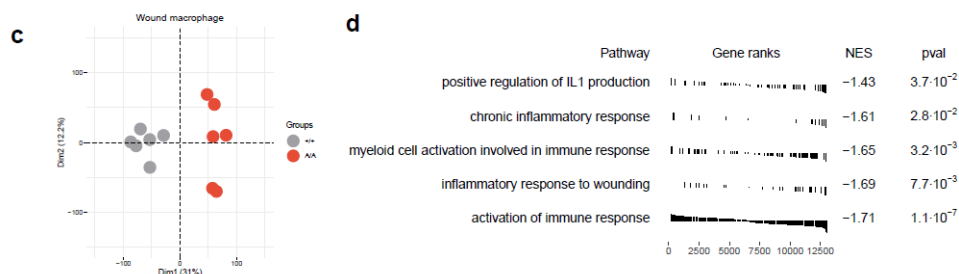 c
Wound macrophage
100
0
−100
Dim2 (12.2%)
−100
0
100
Dim1 (31%)
Groups
+/+
A/A
d
Pathway Gene ranks NES pval
positive regulation of IL1 production −1.43 3.7·10⁻²
chronic inflammatory response −1.61 2.8·10⁻²
myeloid cell activation involved in immune response −1.65 3.2·10⁻³
inflammatory response to wounding −1.69 7.7·10⁻³
activation of immune response −1.71 1.1·10⁻⁷
0 2500 5000 7500 10000 12500